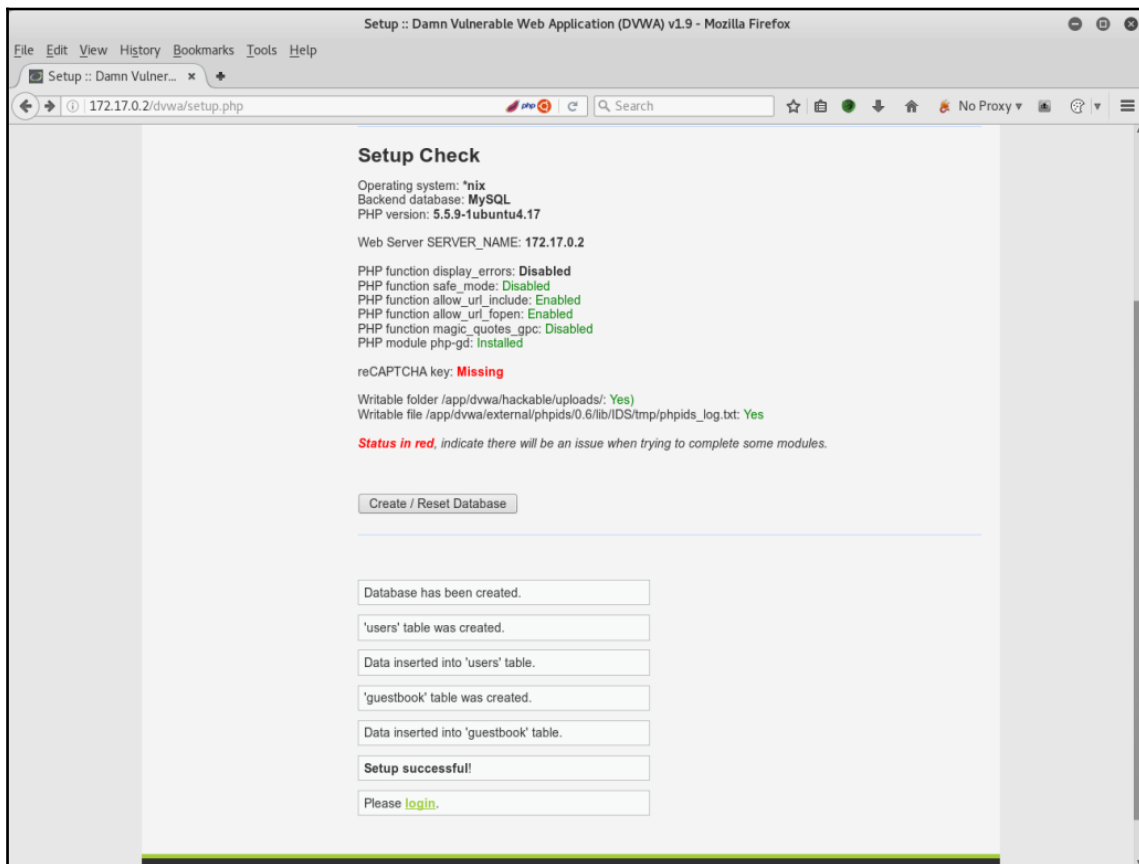 Setup :: Damn Vulnerable Web Application (DVWA) v1.9 - Mozilla Firefox
File Edit View History Bookmarks Tools Help
Setup :: Damn Vulner...
172.17.0.2/dvwa/setup.php php Search No Proxy
Setup Check
Operating system: *nix
Backend database: MySQL
PHP version: 5.5.9-1ubuntu4.17
Web Server SERVER_NAME: 172.17.0.2
PHP function display_errors: Disabled
PHP function safe_mode: Disabled
PHP function allow_url_include: Enabled
PHP function allow_url_fopen: Enabled
PHP function magic_quotes_gpc: Disabled
PHP module php-gd: Installed
reCAPTCHA key: Missing
Writable folder /app/dvwa/hackable/uploads/: Yes)
Writable file /app/dvwa/external/phpids/0.6/lib/IDS/tmp/phpids_log.txt: Yes
Status in red, indicate there will be an issue when trying to complete some modules.
Create / Reset Database
Database has been created.
'users' table was created.
Data inserted into 'users' table.
'guestbook' table was created.
Data inserted into 'guestbook' table.
Setup successful!
Please login.